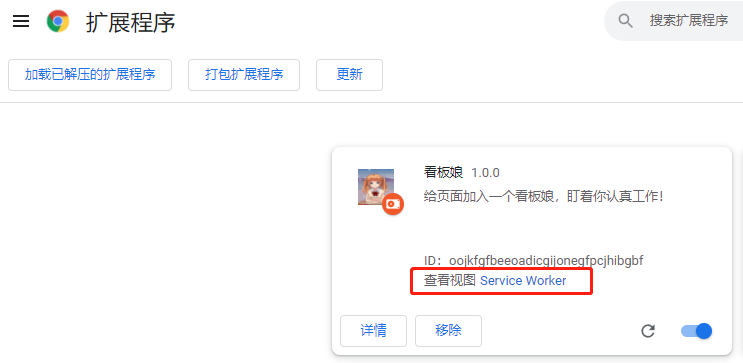 扩展程序
搜索扩展程序
加载已解压的扩展程序 打包扩展程序 更新
看板娘 1.0.0
给页面加入一个看板娘，盯着你认真工作！
ID：oojkfgfbeeoadicgijonegfpcjhibgbf
查看视图 Service Worker
详情 移除